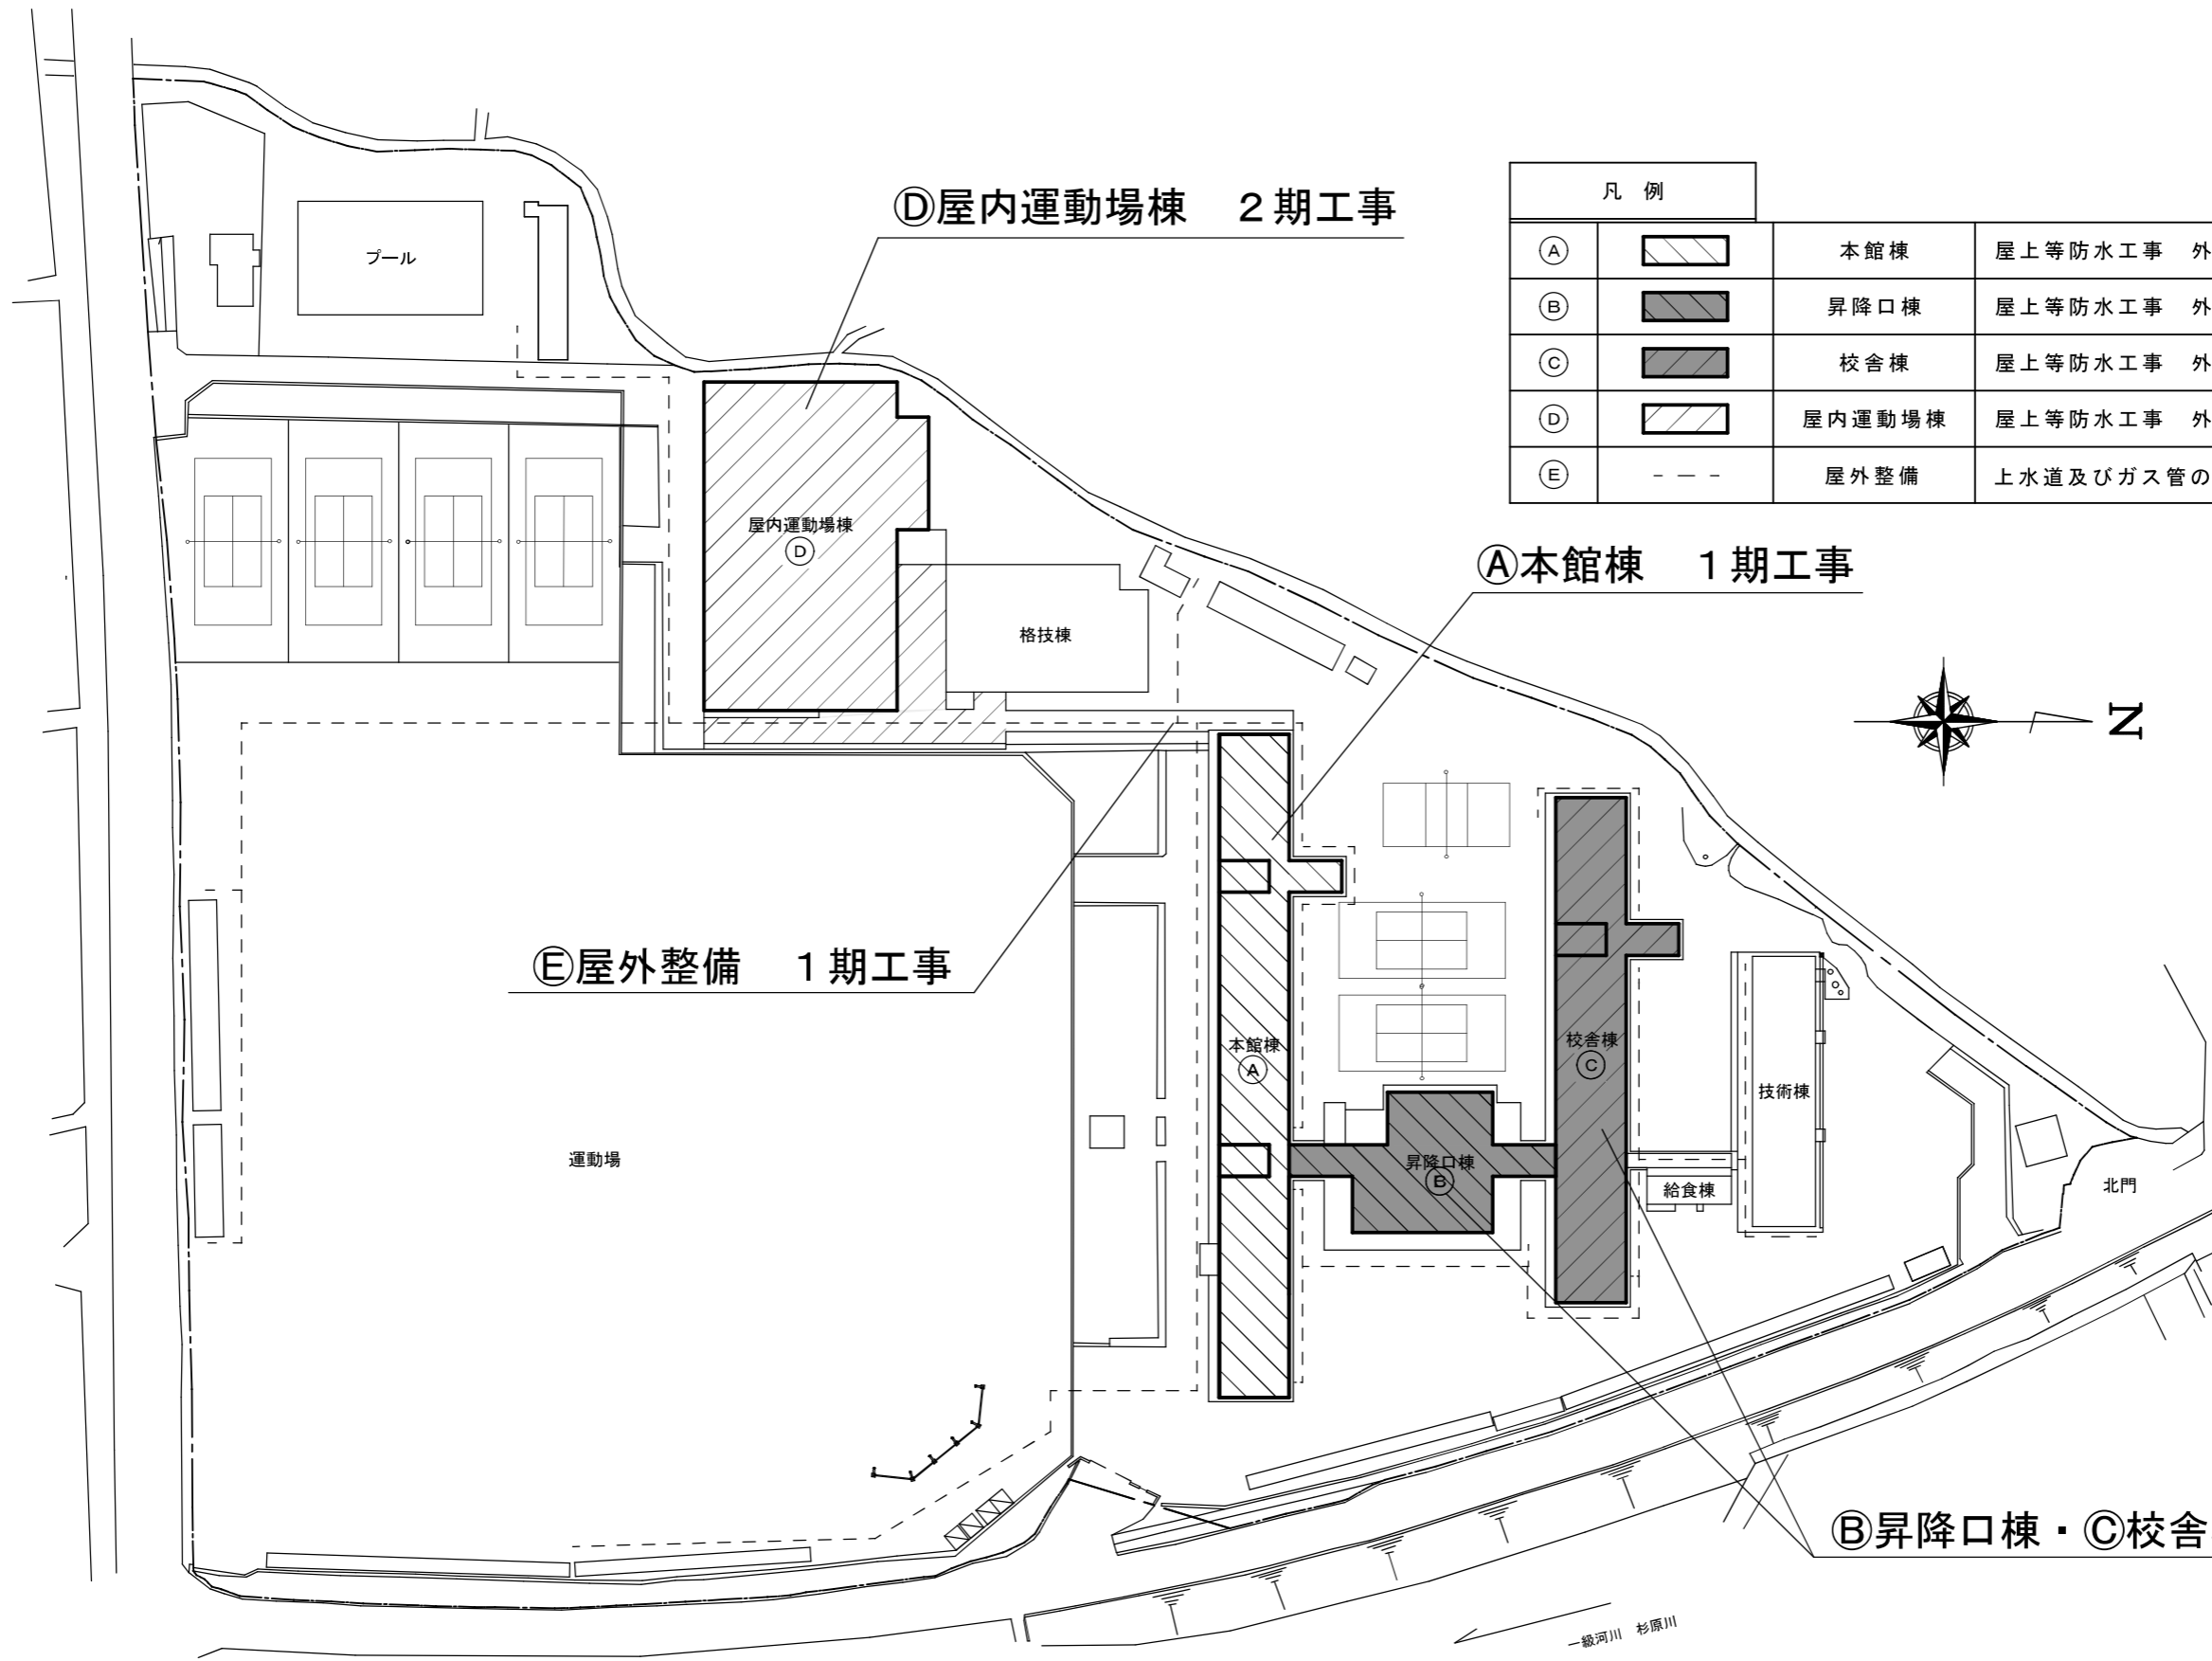 Ⓓ屋内運動場棟　２期工事
凡 例
Ⓐ 本館棟 屋上等防水工事　外
Ⓑ 昇降口棟 屋上等防水工事　外
Ⓒ 校舎棟 屋上等防水工事　外
Ⓓ 屋内運動場棟 屋上等防水工事　外
Ⓔ 屋外整備 上水道及びガス管の
プール
屋内運動場棟
Ⓓ
Ⓐ本館棟　１期工事
格技棟
N
Ⓔ屋外整備　１期工事
本館棟
Ⓐ
校舎棟
Ⓒ
技術棟
運動場
昇降口棟
Ⓑ
給食棟
北門
Ⓑ昇降口棟・Ⓒ校舎
一級河川　杉原川